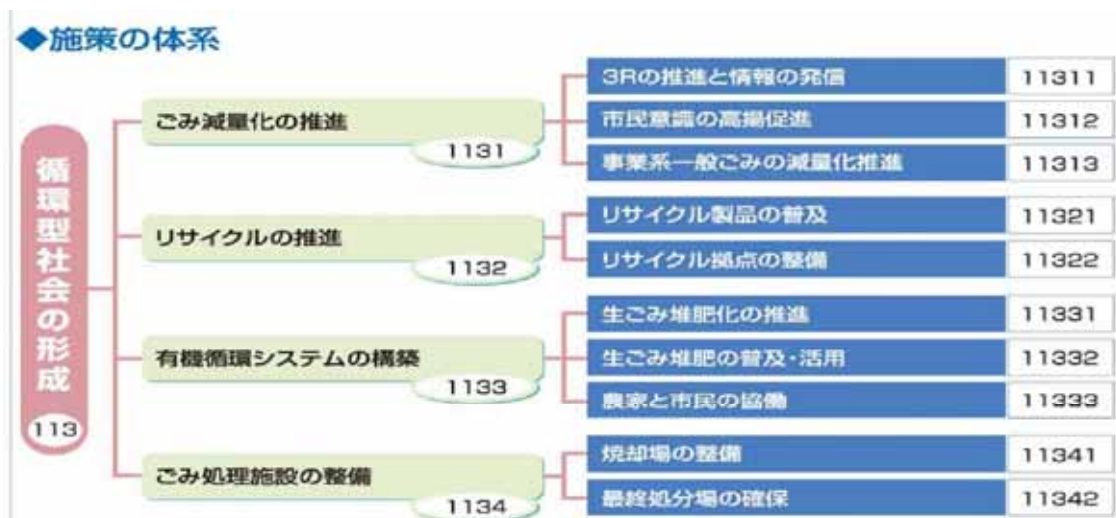 ◆施策の体系
循環型社会の形成
113
ごみ減量化の推進
1131
3Rの推進と情報の発信 11311
市民意識の高揚促進 11312
事業系一般ごみの減量化推進 11313
リサイクルの推進
1132
リサイクル製品の普及 11321
リサイクル拠点の整備 11322
有機循環システムの構築
1133
生ごみ堆肥化の推進 11331
生ごみ堆肥の普及・活用 11332
農家と市民の協働 11333
ごみ処理施設の整備
1134
焼却場の整備 11341
最終処分場の確保 11342